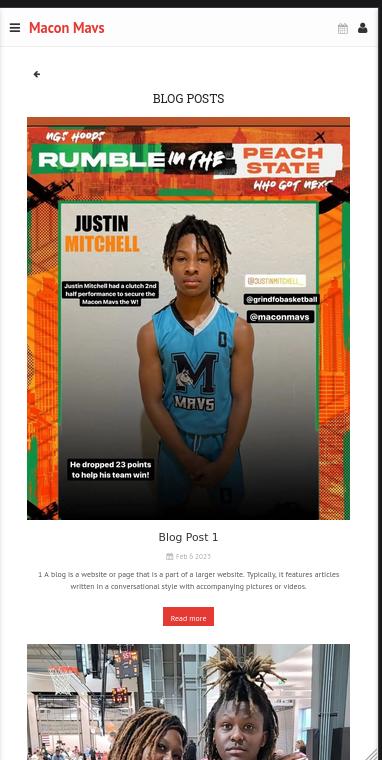 Macon Mavs
BLOG POSTS
NGS HOOPS
RUMBLE IN THE PEACH STATE
WHO GOT NEXT
JUSTIN
MITCHELL
Justin Mitchell had a clutch 2nd
half performance to secure the
Macon Mavs the W!
@JUSTINMITCHELL_
@grindfobasketball
@maconmavs
M
MAVS
He dropped 23 points
to help his team win!
Blog Post 1
Feb 6 2023
1 A blog is a website or page that is a part of a larger website. Typically, it features articles
written in a conversational style with accompanying pictures or videos.
Read more